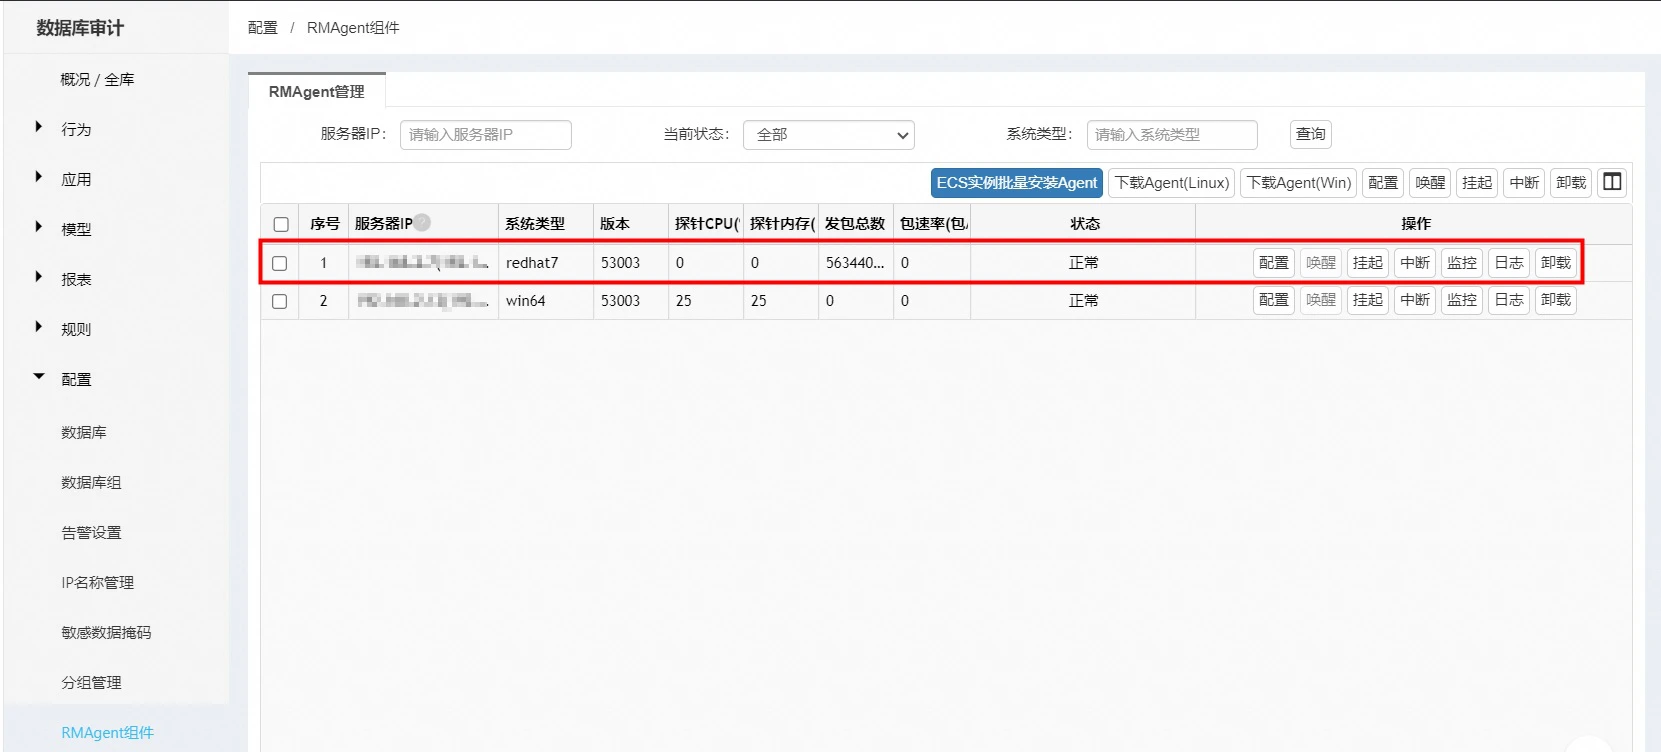 数据库审计
配置 / RMAgent组件
概况 / 全库
行为
应用
模型
报表
规则
配置
数据库
数据库组
告警设置
IP名称管理
敏感数据掩码
分组管理
RMAgent组件
RMAgent管理
服务器IP: 请输入服务器IP 当前状态: 全部 系统类型: 请输入系统类型 查询
ECS实例批量安装Agent 下载Agent(Linux) 下载Agent(Win) 配置 唤醒 挂起 中断 卸载
序号 服务器IP 系统类型 版本 探针CPU( 探针内存( 发包总数 包速率(包/ 状态 操作
1 redhat7 53003 0 0 563440... 0 正常 配置 唤醒 挂起 中断 监控 日志 卸载
2 win64 53003 25 25 0 0 正常 配置 唤醒 挂起 中断 监控 日志 卸载